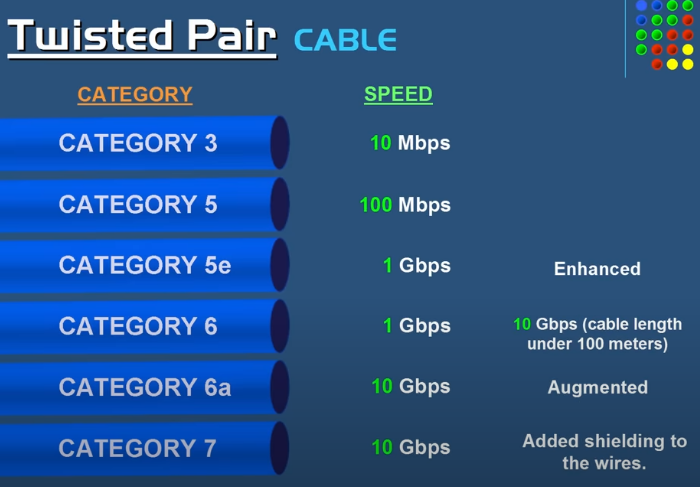 Twisted Pair CABLE
CATEGORY SPEED
CATEGORY 3 10 Mbps
CATEGORY 5 100 Mbps
CATEGORY 5e 1 Gbps Enhanced
CATEGORY 6 1 Gbps 10 Gbps (cable length
under 100 meters)
CATEGORY 6a 10 Gbps Augmented
CATEGORY 7 10 Gbps Added shielding to
the wires.